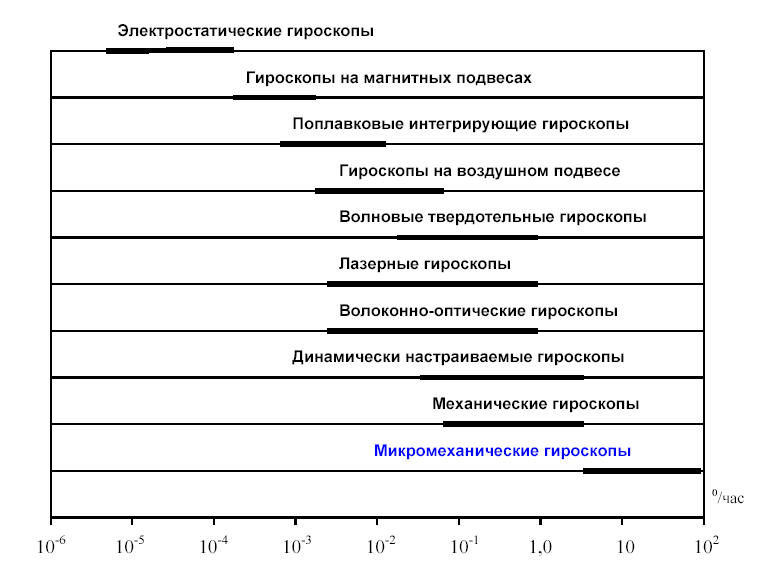 Электростатические гироскопы
Гироскопы на магнитных подвесах
Поплавковые интегрирующие гироскопы
Гироскопы на воздушном подвесе
Волновые твердотельные гироскопы
Лазерные гироскопы
Волоконно-оптические гироскопы
Динамически настраиваемые гироскопы
Механические гироскопы
Микромеханические гироскопы
⁰/час
10⁻⁶ 10⁻⁵ 10⁻⁴ 10⁻³ 10⁻² 10⁻¹ 1,0 10 10²